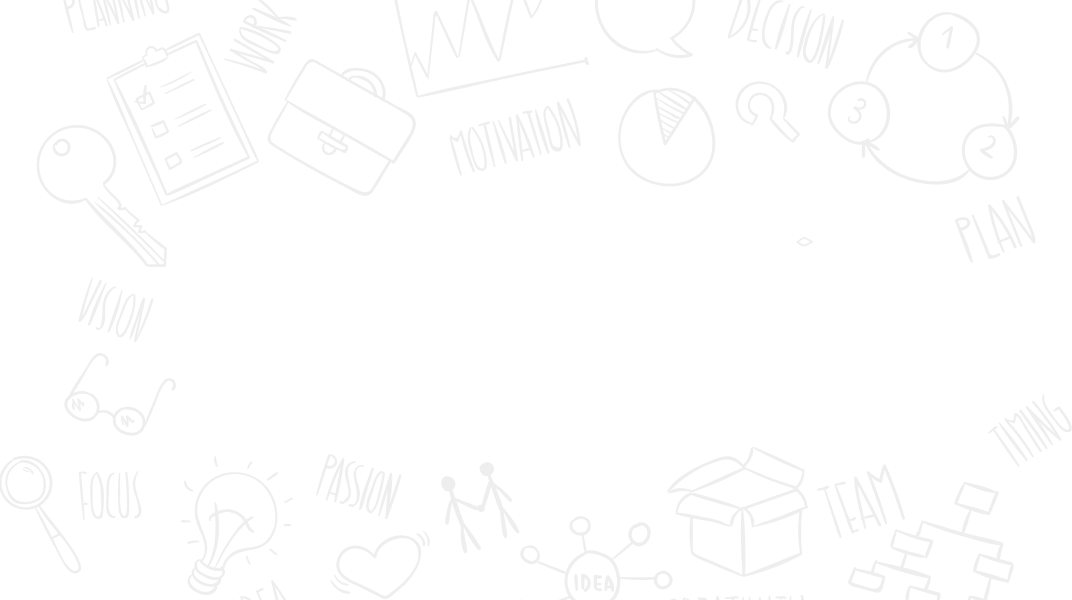 PLANNING
WORK
DECISION
1
3
2
MOTIVATION
PLAN
VISION
TIMING
FOCUS
PASSION
TEAM
IDEA